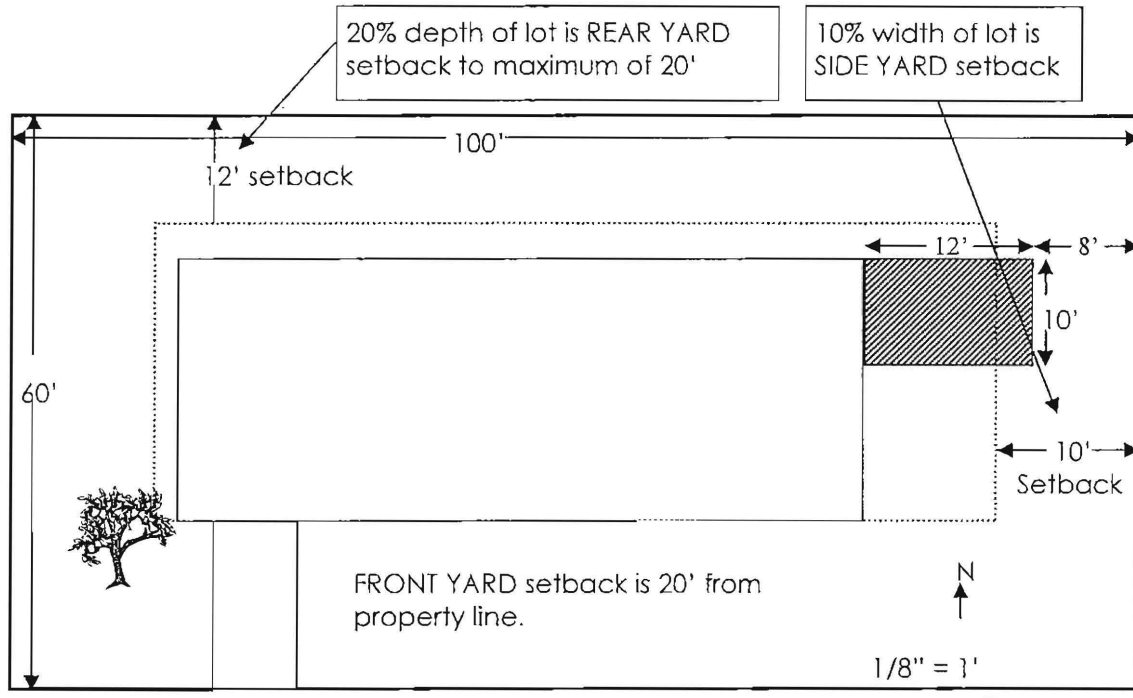 20% depth of lot is REAR YARD
setback to maximum of 20'
10% width of lot is
SIDE YARD setback
100'
12' setback
12'
8'
10'
60'
10'
Setback
FRONT YARD setback is 20' from
property line.
N
1/8" = 1'